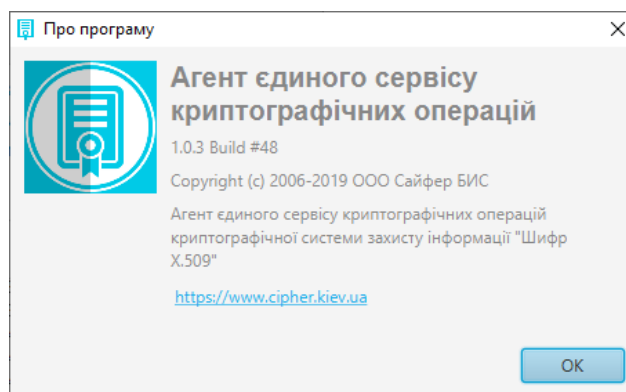 Про програму
Агент єдиного сервісу
криптографічних операцій
1.0.3 Build #48
Copyright (c) 2006-2019 ООО Сайфер БИС
Агент єдиного сервісу криптографічних операцій
криптографічної системи захисту інформації "Шифр
X.509"
https://www.cipher.kiev.ua
OK